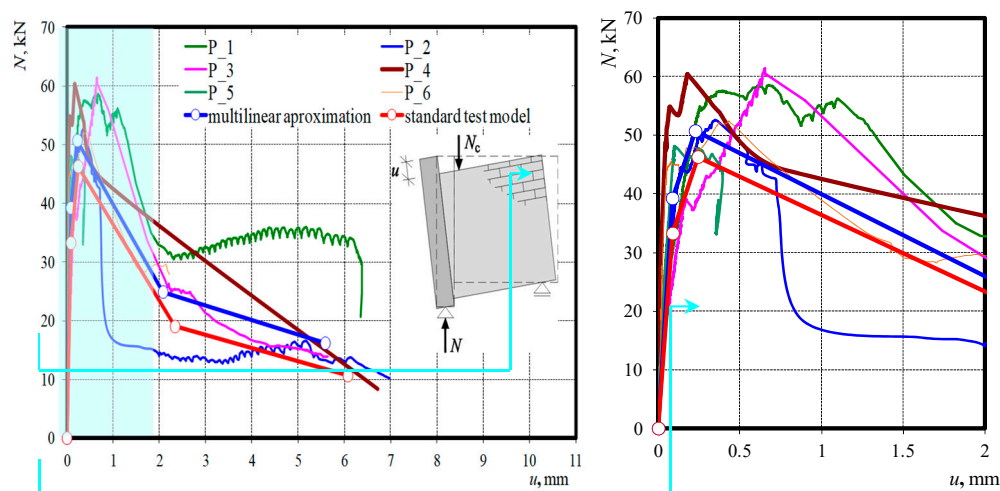 N, kN
70
60
50
40
30
20
10
0
P_1
P_2
P_3
P_4
P_5
P_6
multilinear aproximation
standard test model
N_c
u
N
0 1 2 3 4 5 6 7 8 9 10 11
u, mm
N, kN
70
60
50
40
30
20
10
0
0 0.5 1 1.5 2
u, mm